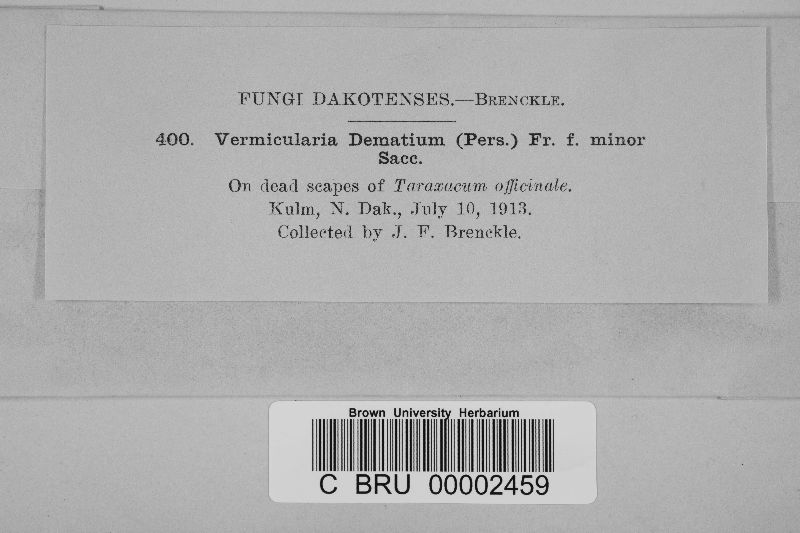 FUNGI DAKOTENSES.—BRENCKLE.
400. Vermicularia Dematium (Pers.) Fr. f. minor
Sacc.
On dead scapes of Taraxacum officinale.
Kulm, N. Dak., July 10, 1913.
Collected by J. F. Brenckle.
Brown University Herbarium
C BRU 00002459